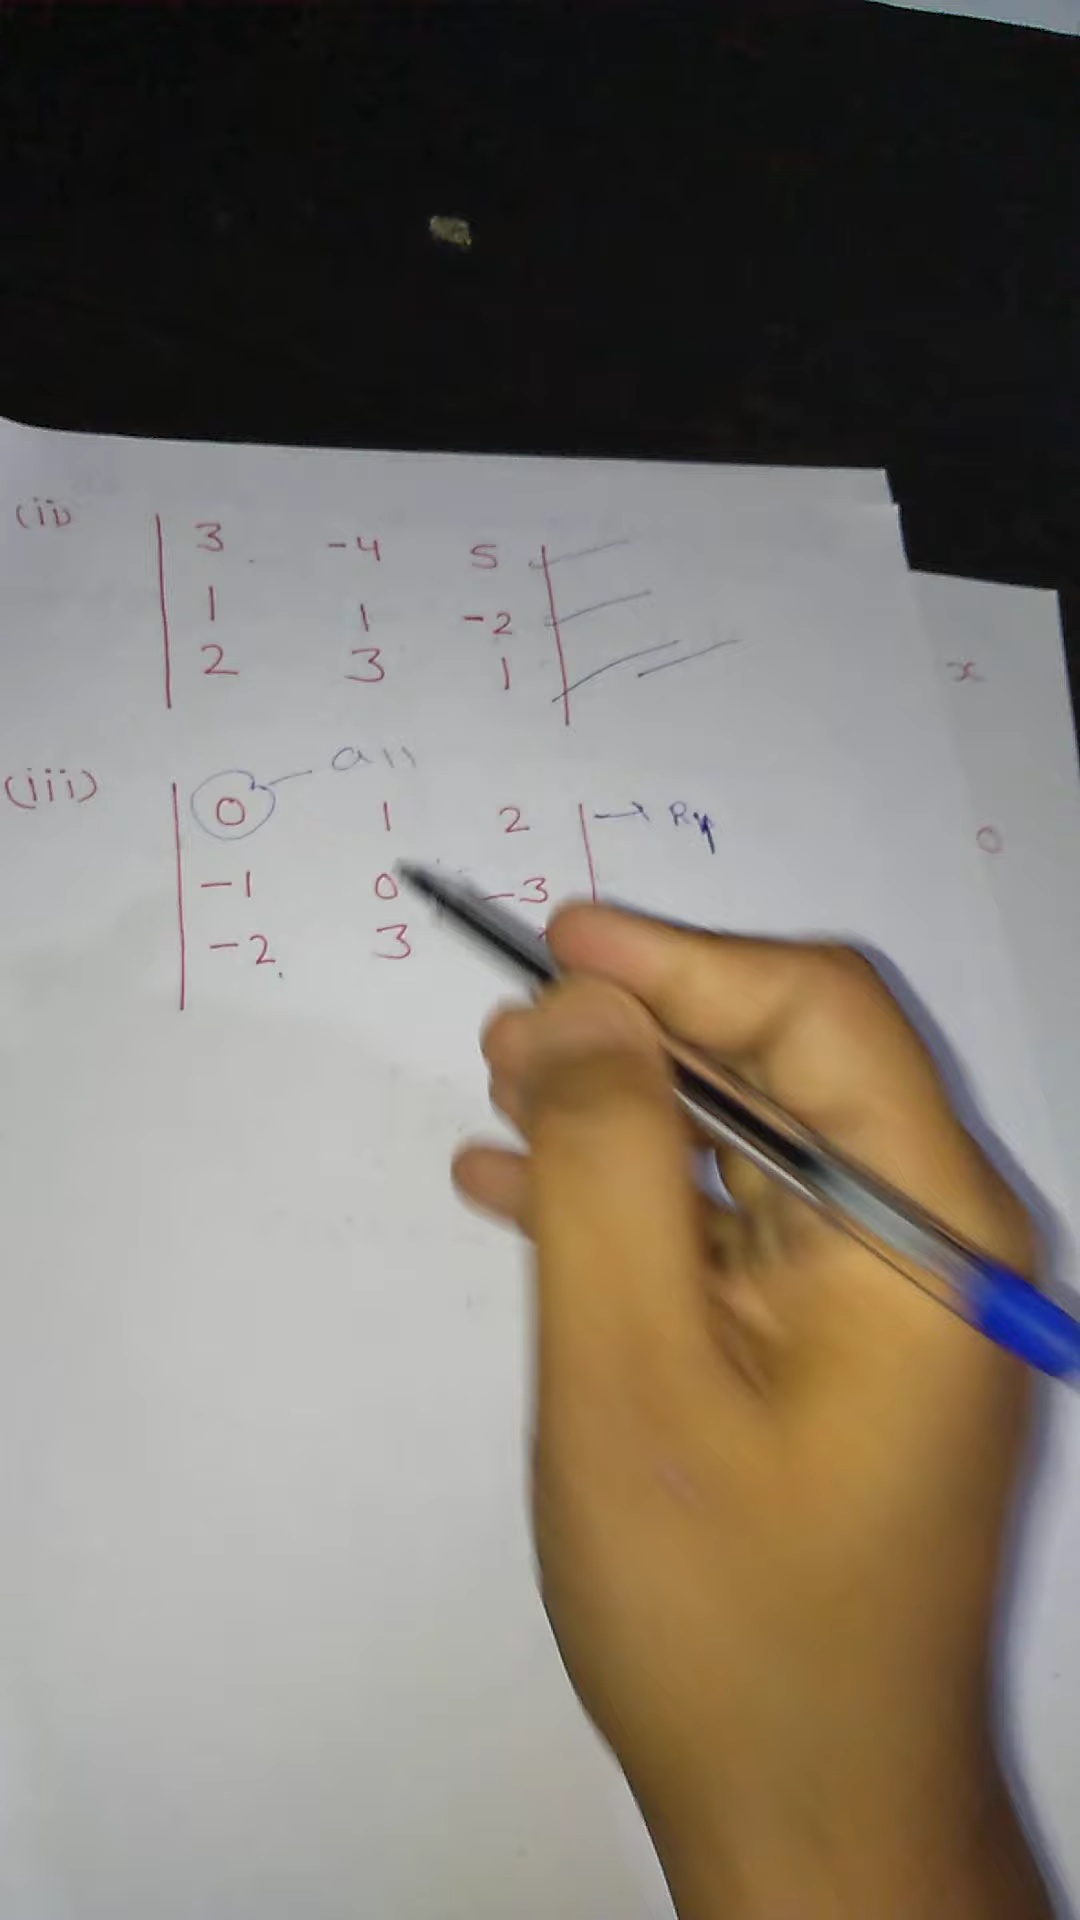 (ii) 3 -4 5
1 1 -2
2 3 1
x
a11
(iii) 0 1 2 → R1
0
-1 0 -3
-2 3